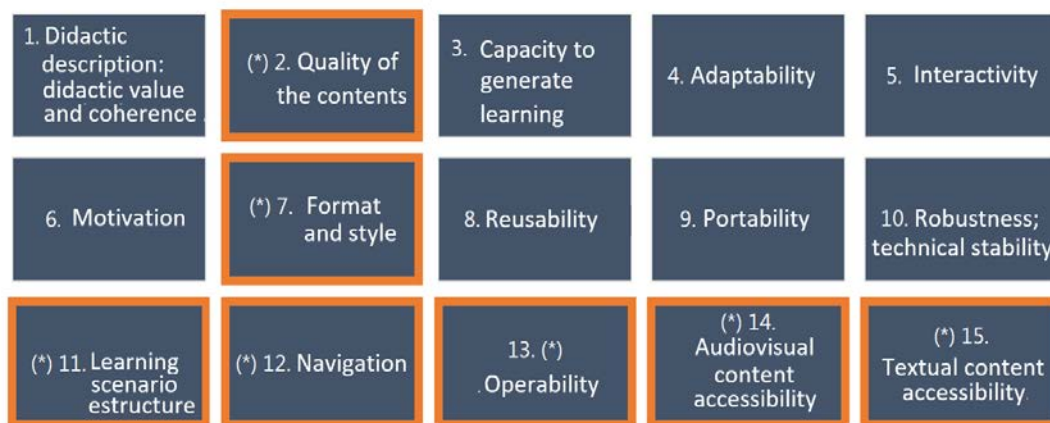 1. Didactic
description:
didactic value
and coherence .
(*) 2. Quality of
the contents
3. Capacity to
generate
learning
4. Adaptability
5. Interactivity
6. Motivation
(*) 7. Format
and style
8. Reusability
9. Portability
10. Robustness;
technical stability
(*) 11. Learning
scenario
estructure
(*) 12. Navigation
13. (*)
. Operability
(*) 14.
Audiovisual
content
accessibility
(*) 15.
Textual content
accessibility.